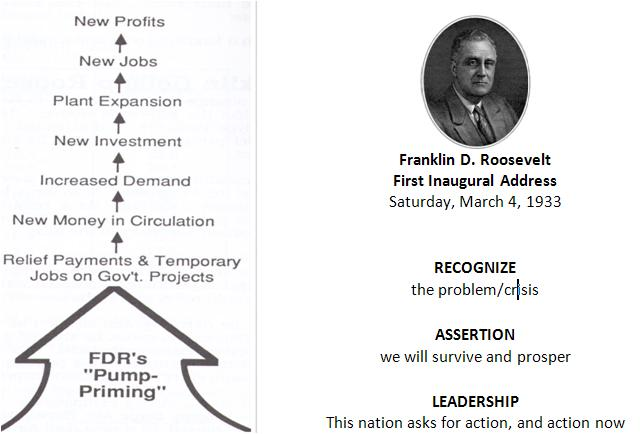 New Profits
New Jobs
Plant Expansion
New Investment
Increased Demand
New Money in Circulation
Relief Payments & Temporary
Jobs on Gov't. Projects
FDR's
"Pump-
Priming"
Franklin D. Roosevelt
First Inaugural Address
Saturday, March 4, 1933
RECOGNIZE
the problem/crisis
ASSERTION
we will survive and prosper
LEADERSHIP
This nation asks for action, and action now